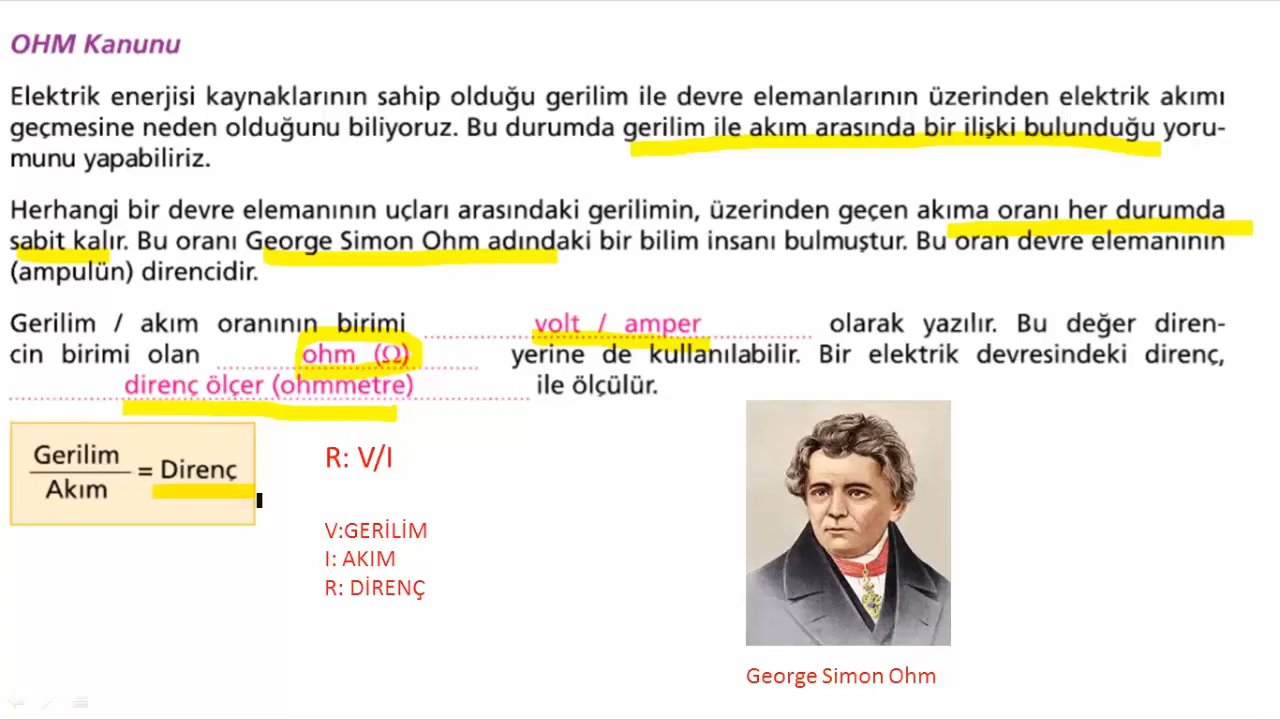 OHM Kanunu
Elektrik enerjisi kaynaklarının sahip olduğu gerilim ile devre elemanlarının üzerinden elektrik akımı
geçmesine neden olduğunu biliyoruz. Bu durumda gerilim ile akım arasında bir ilişki bulunduğu yoru-
munu yapabiliriz.
Herhangi bir devre elemanının uçları arasındaki gerilimin, üzerinden geçen akıma oranı her durumda
sabit kalır. Bu oranı George Simon Ohm adındaki bir bilim insanı bulmuştur. Bu oran devre elemanının
(ampulün) direncidir.
Gerilim / akım oranının birimi volt / amper olarak yazılır. Bu değer diren-
cin birimi olan ohm (Ω) yerine de kullanılabilir. Bir elektrik devresindeki direnç,
direnç ölçer (ohmmetre) ile ölçülür.
Gerilim
Akım
= Direnç
R: V/I
V:GERİLİM
I: AKIM
R: DİRENÇ
George Simon Ohm